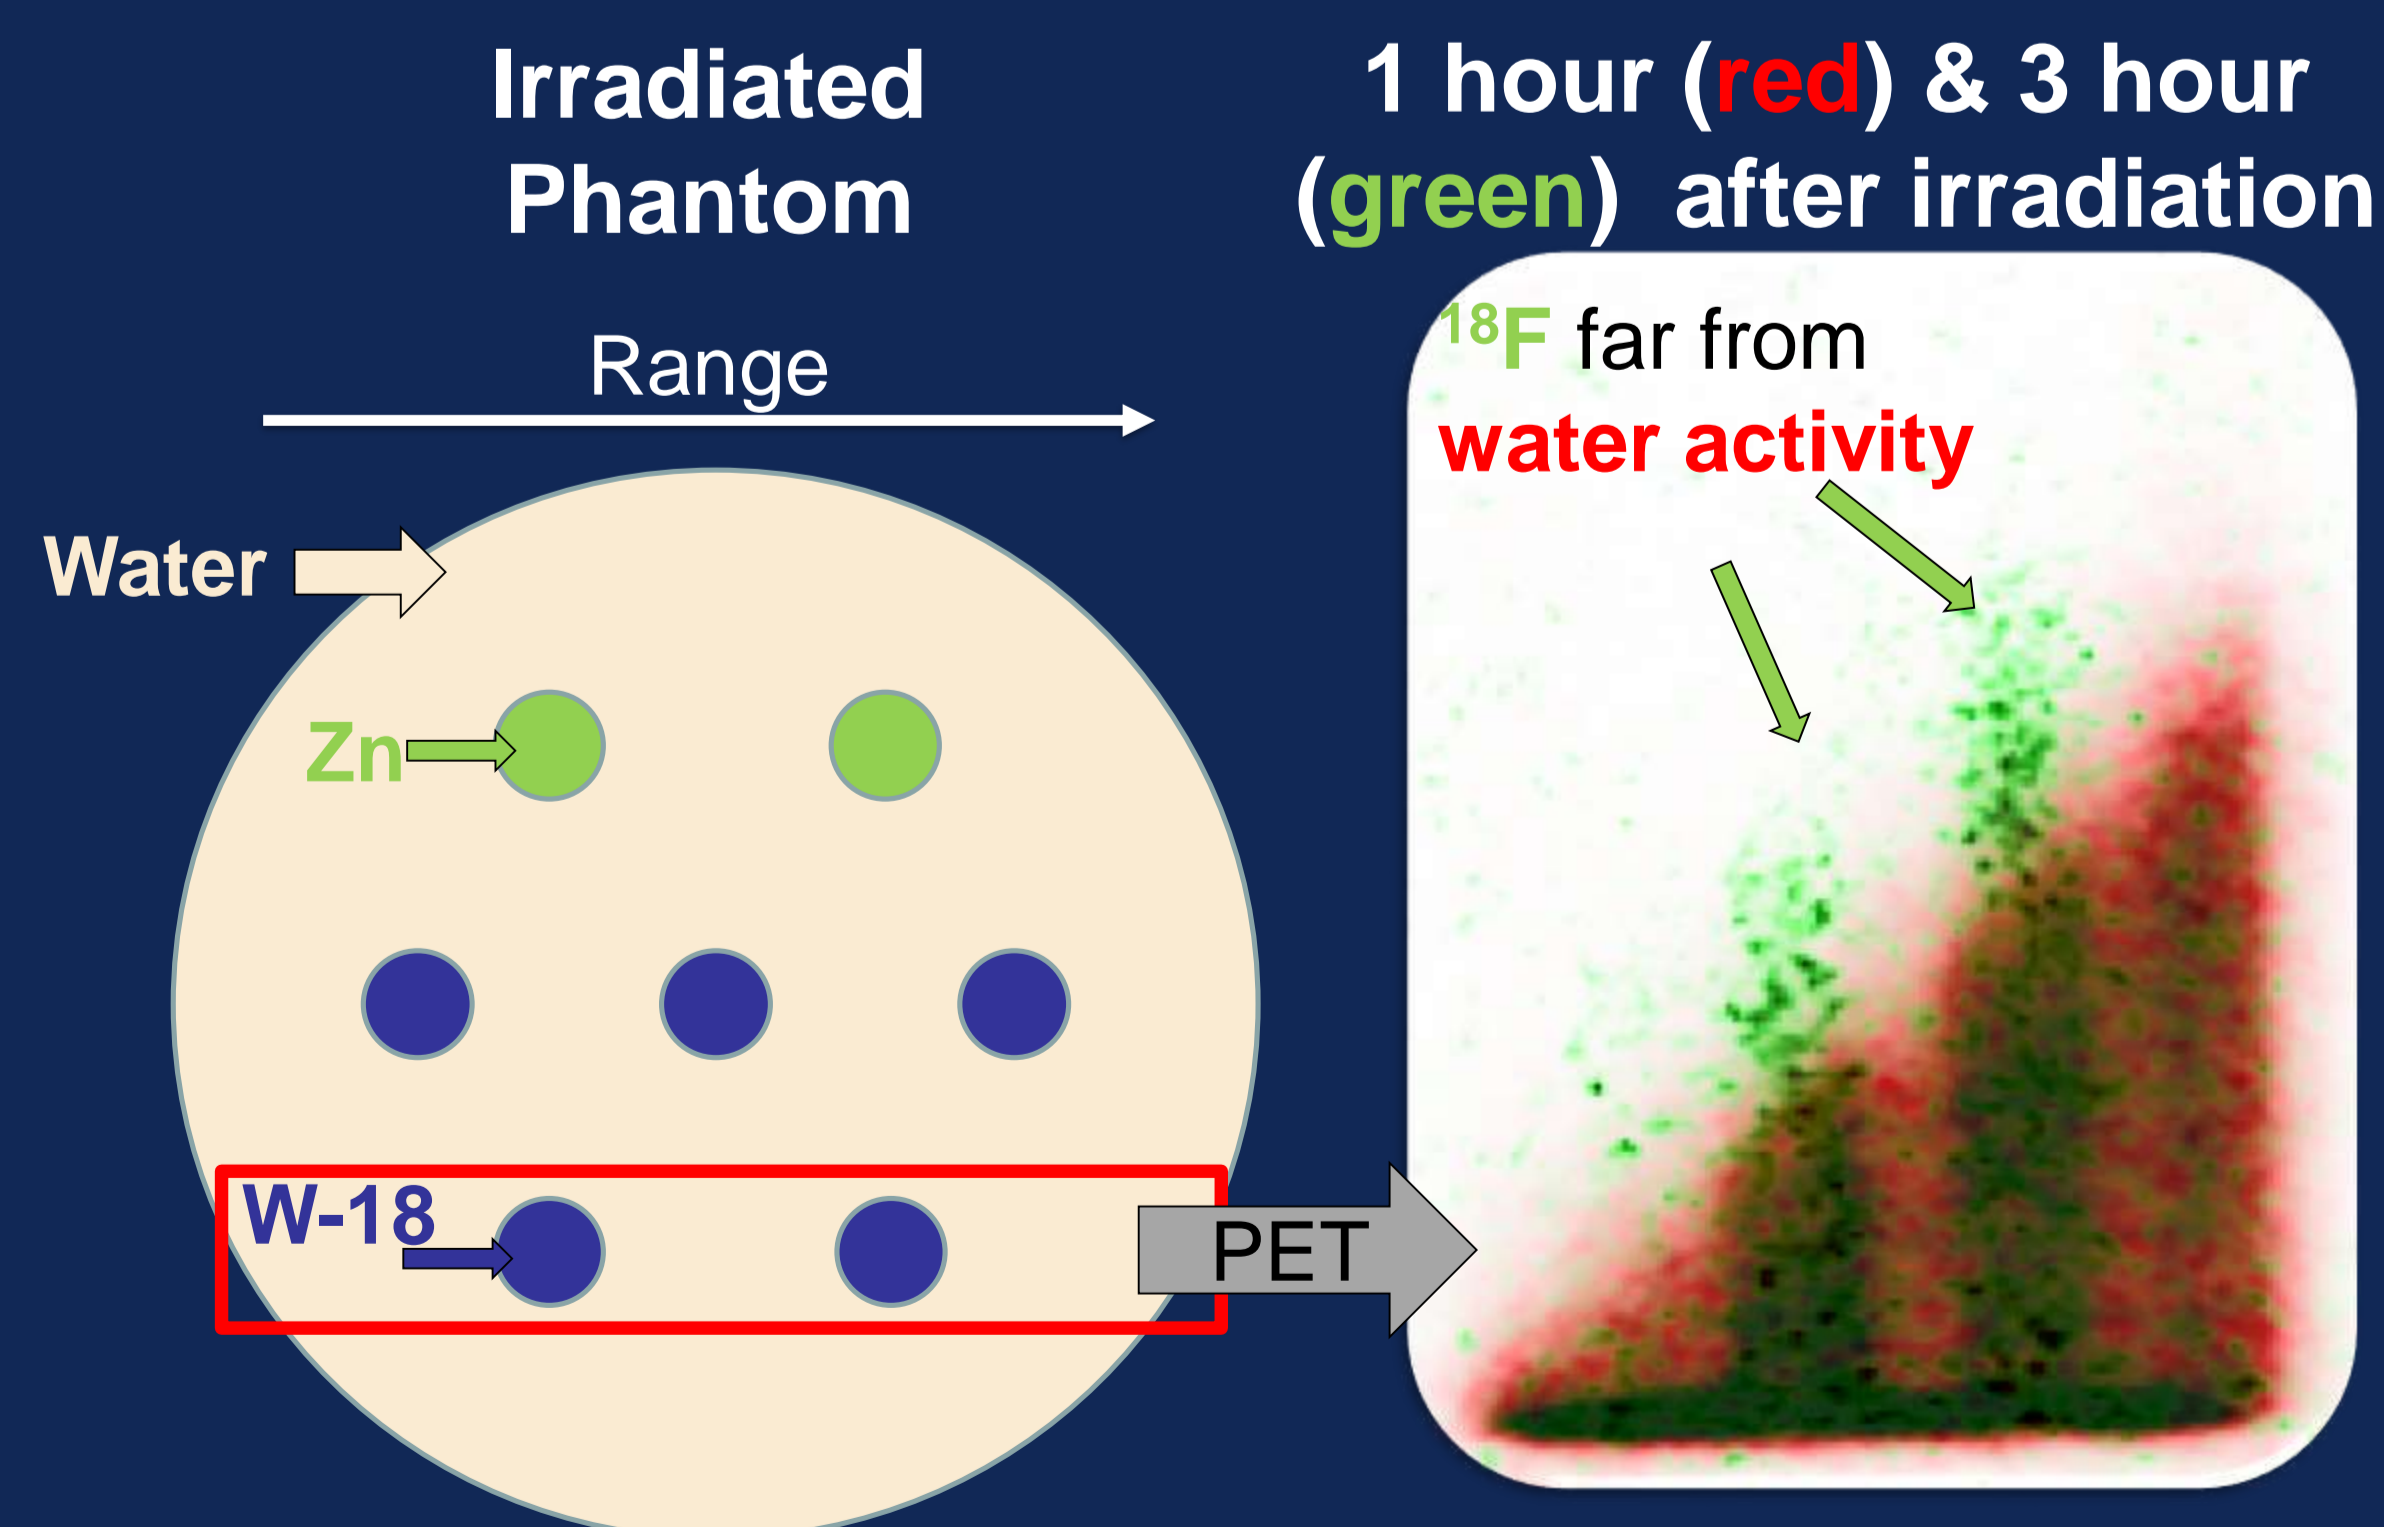 Irradiated
Phantom
1 hour (red) & 3 hour
(green) after irradiation
Range
Water
Zn
W-18
PET
¹⁸F far from
water activity